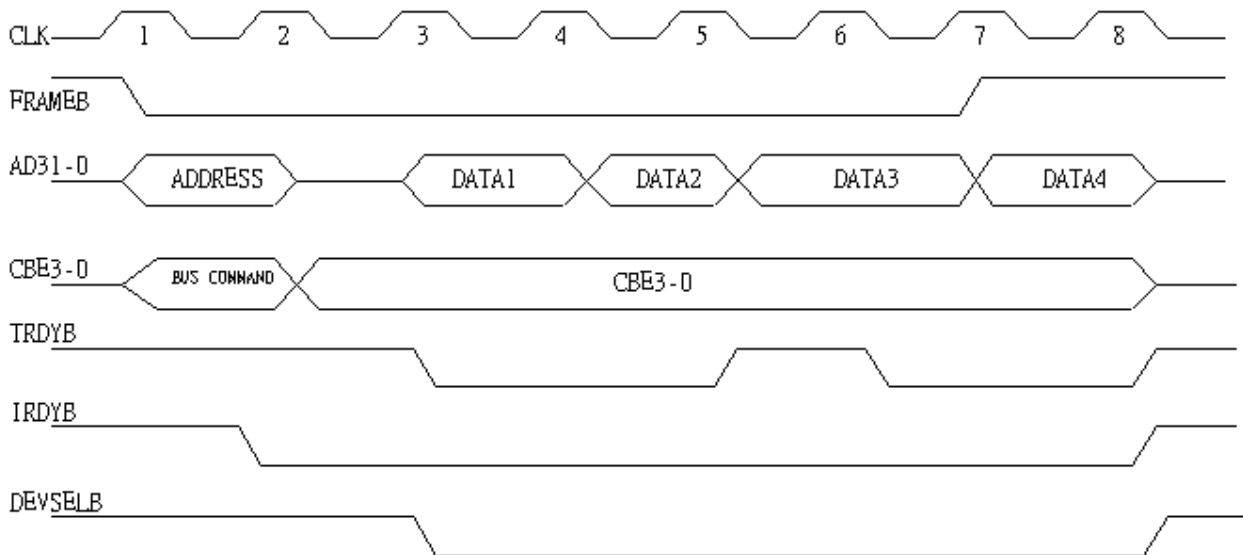 CLK 1 2 3 4 5 6 7 8
FRAMEB
AD31-0 ADDRESS DATA1 DATA2 DATA3 DATA4
CBE3-0 BUS COMMAND CBE3-0
TRDYB
IRDYB
DEVSELB